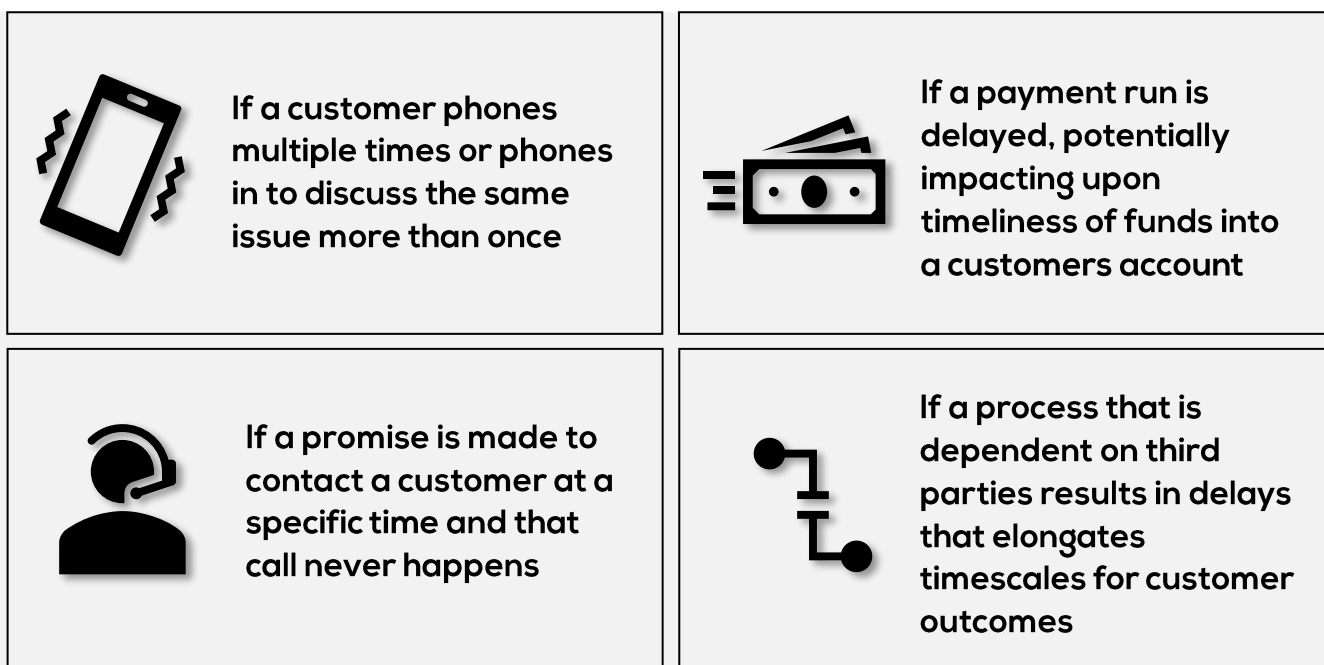 If a customer phones
multiple times or phones
in to discuss the same
issue more than once
If a payment run is
delayed, potentially
impacting upon
timeliness of funds into
a customers account
If a promise is made to
contact a customer at a
specific time and that
call never happens
If a process that is
dependent on third
parties results in delays
that elongates
timescales for customer
outcomes